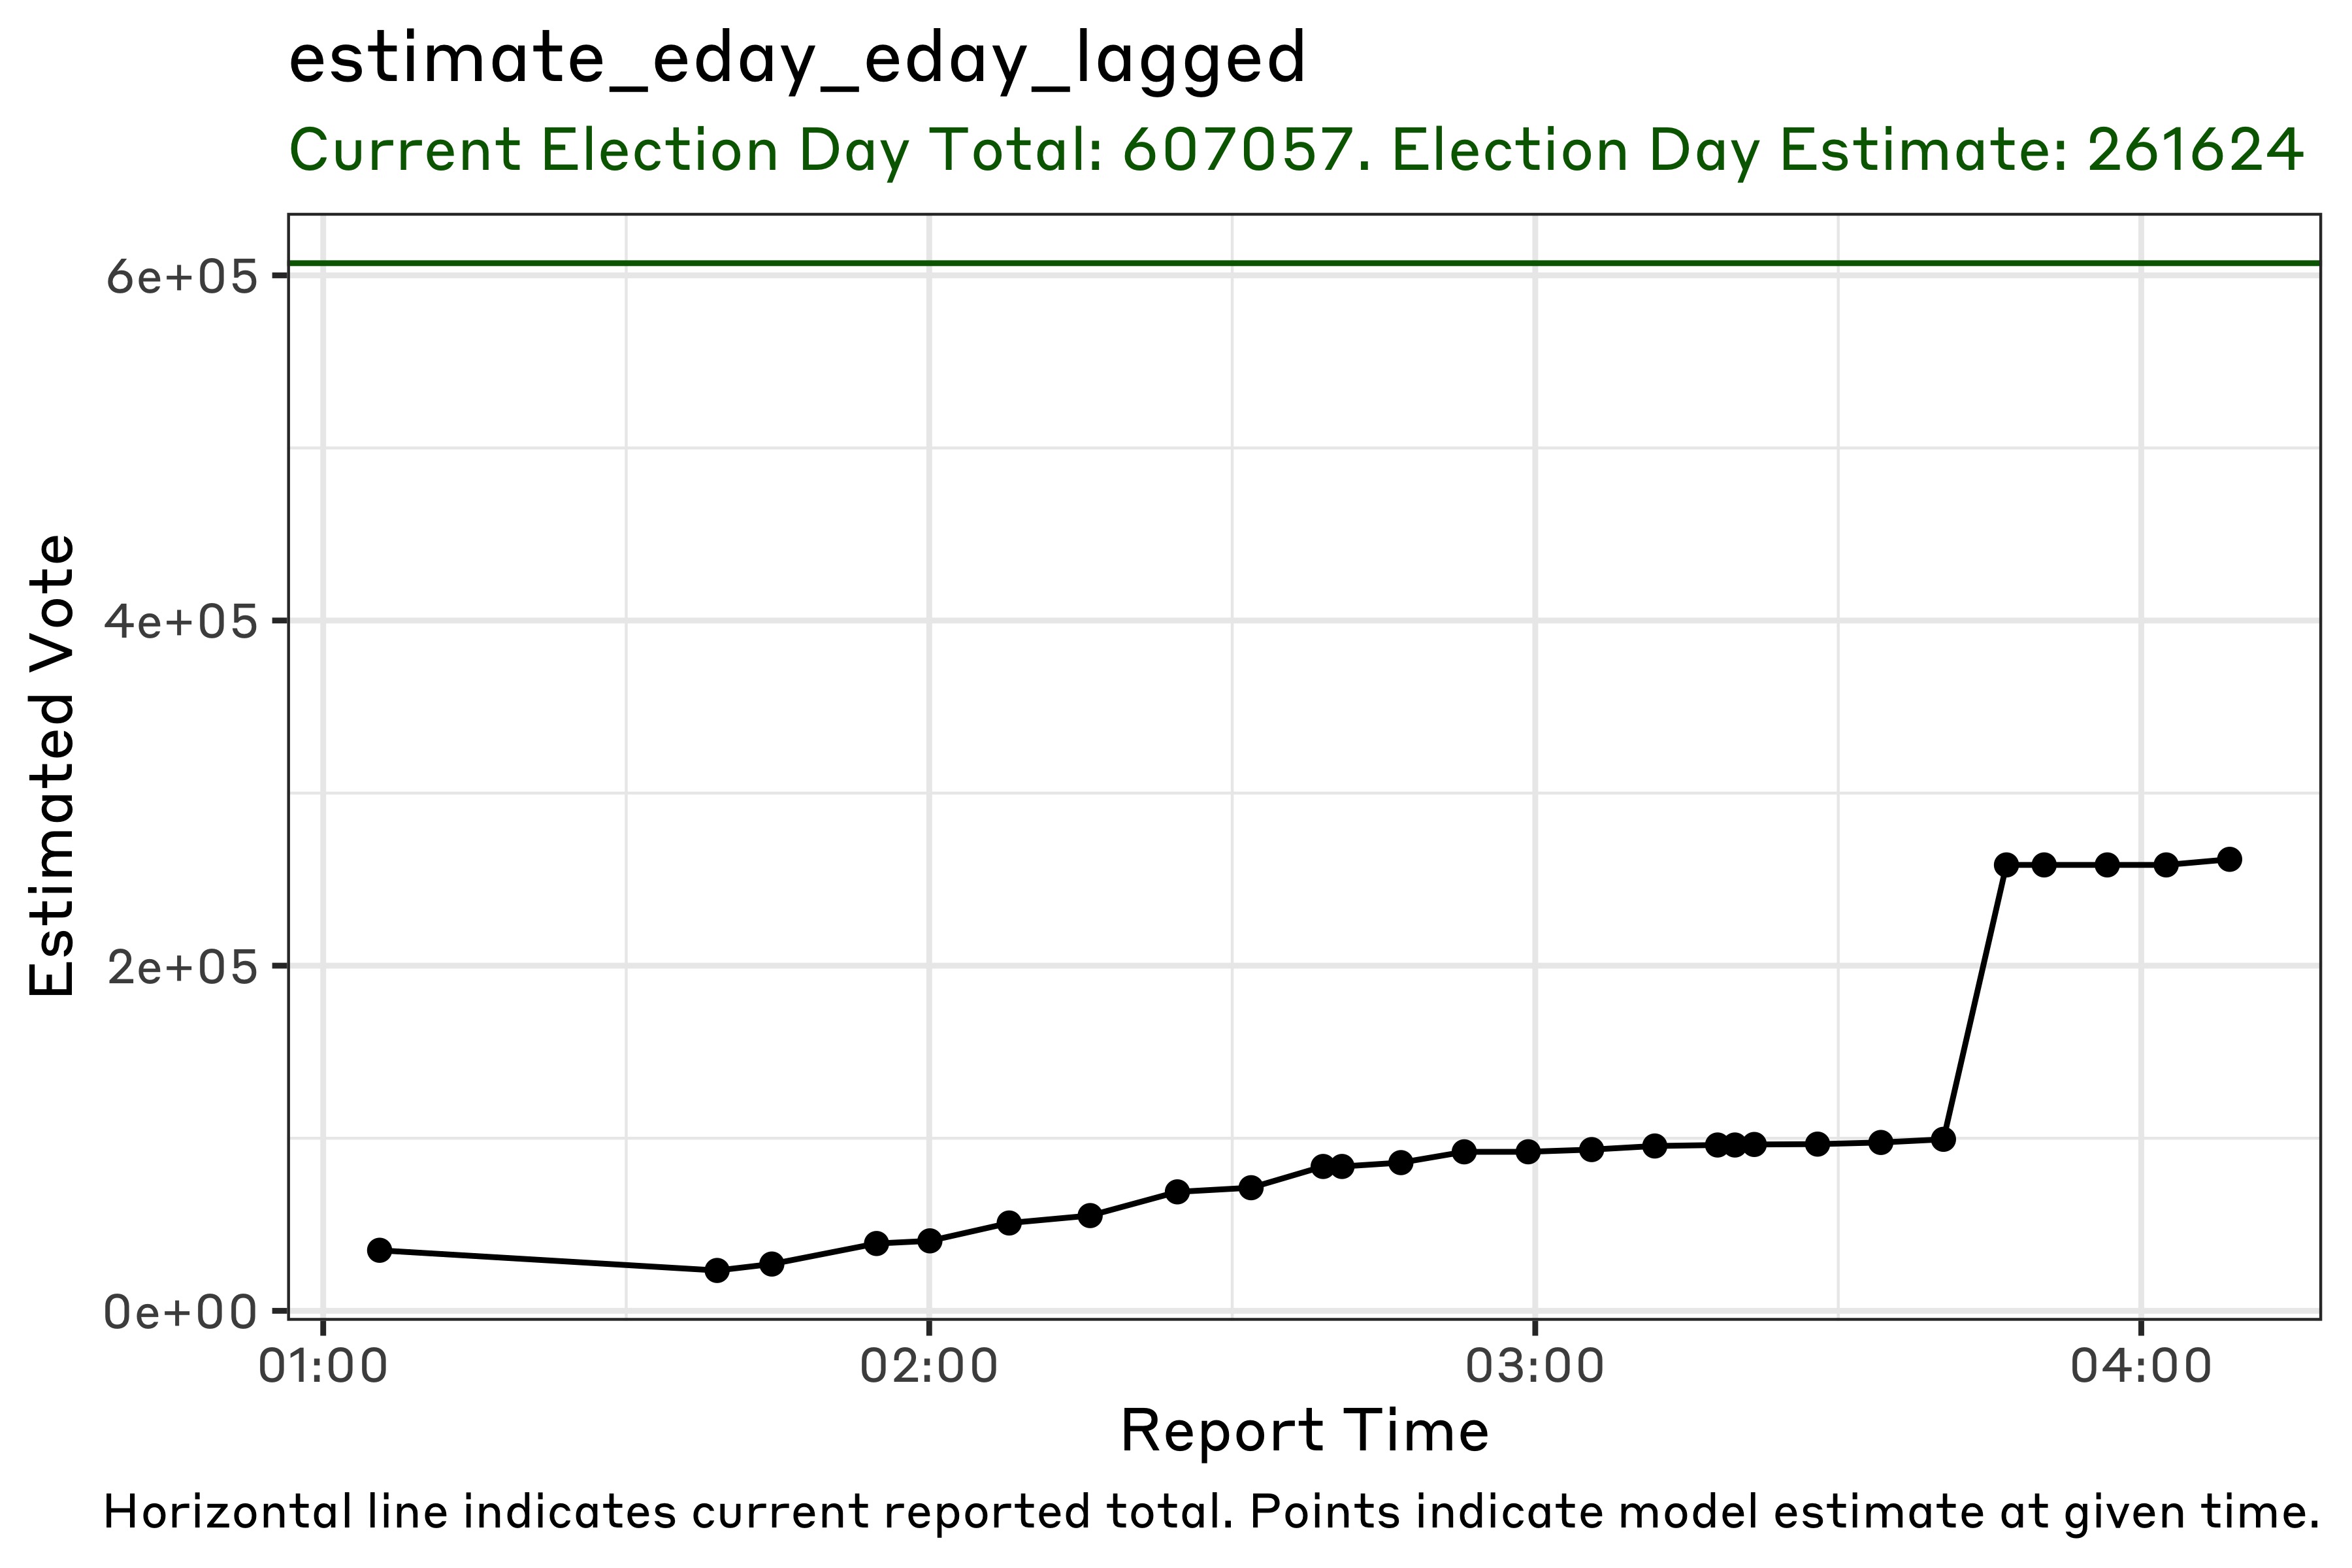 estimate_eday_eday_lagged
Current Election Day Total: 607057. Election Day Estimate: 261624
Estimated Vote
6e+05
4e+05
2e+05
0e+00
01:00 02:00 03:00 04:00
Report Time
Horizontal line indicates current reported total. Points indicate model estimate at given time.